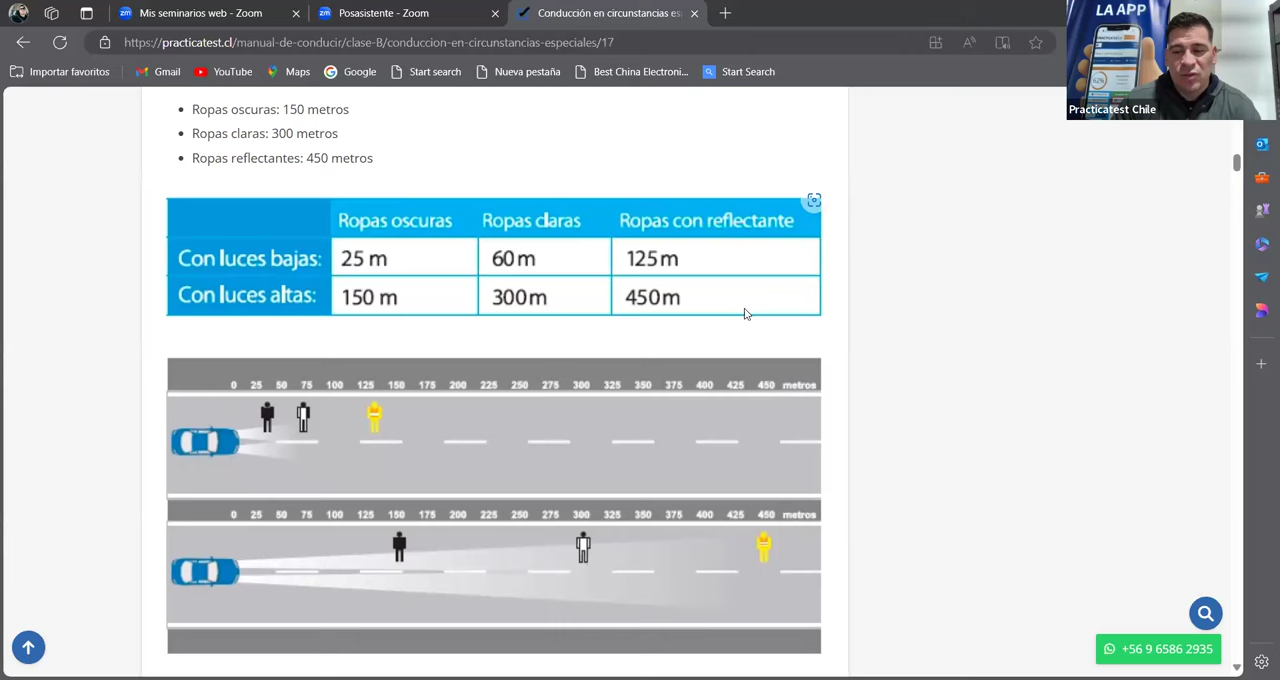 Mis seminarios web - Zoom
Posasistente - Zoom
Conducción en circunstancias es
https://practicatest.cl/manual-de-conducir/clase-B/conduccion-en-circunstancias-especiales/17
Importar favoritos
Gmail
YouTube
Maps
Google
Start search
Nueva pestaña
Best China Electroni...
Start Search
LA APP
PRACTICATEST
62%
Practicatest Chile
Ropas oscuras: 150 metros
Ropas claras: 300 metros
Ropas reflectantes: 450 metros
Ropas oscuras Ropas claras Ropas con reflectante
Con luces bajas: 25 m 60 m 125 m
Con luces altas: 150 m 300 m 450 m
0 25 50 75 100 125 150 175 200 225 250 275 300 325 350 375 400 425 450 metros
0 25 50 75 100 125 150 175 200 225 250 275 300 325 350 375 400 425 450 metros
+56 9 6586 2935